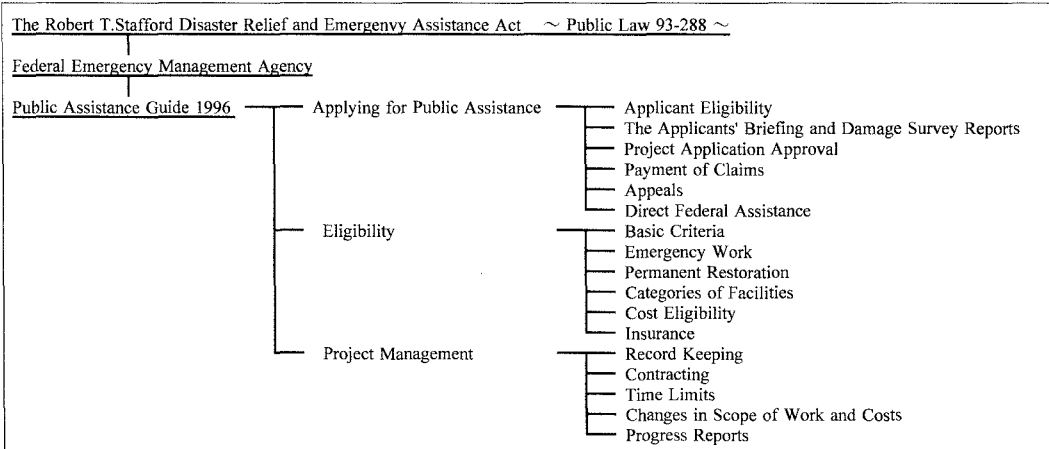 The Robert T.Stafford Disaster Relief and Emergenvy Assistance Act ～ Public Law 93-288 ～
Federal Emergency Management Agency
Public Assistance Guide 1996
Applying for Public Assistance
Applicant Eligibility
The Applicants' Briefing and Damage Survey Reports
Project Application Approval
Payment of Claims
Appeals
Direct Federal Assistance
Eligibility
Basic Criteria
Emergency Work
Permanent Restoration
Categories of Facilities
Cost Eligibility
Insurance
Project Management
Record Keeping
Contracting
Time Limits
Changes in Scope of Work and Costs
Progress Reports